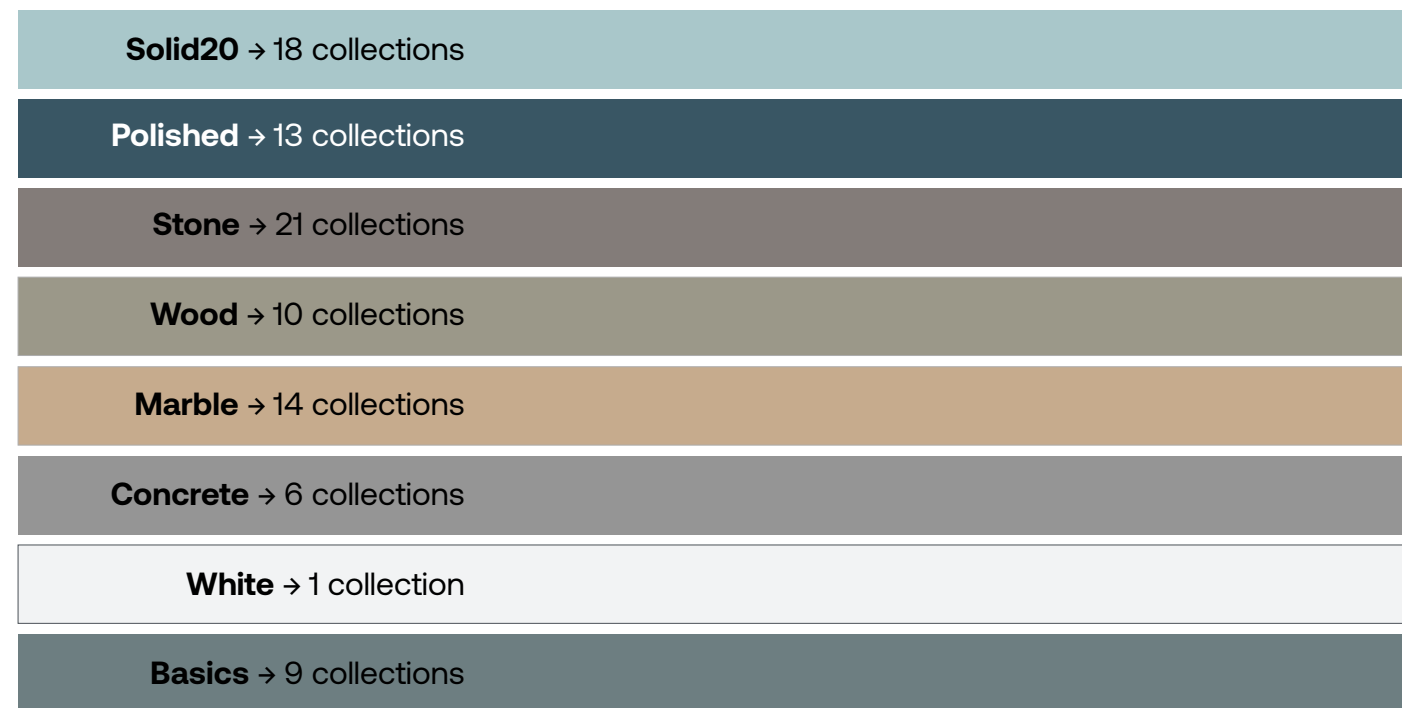 Solid20 → 18 collections
Polished → 13 collections
Stone → 21 collections
Wood → 10 collections
Marble → 14 collections
Concrete → 6 collections
White → 1 collection
Basics → 9 collections